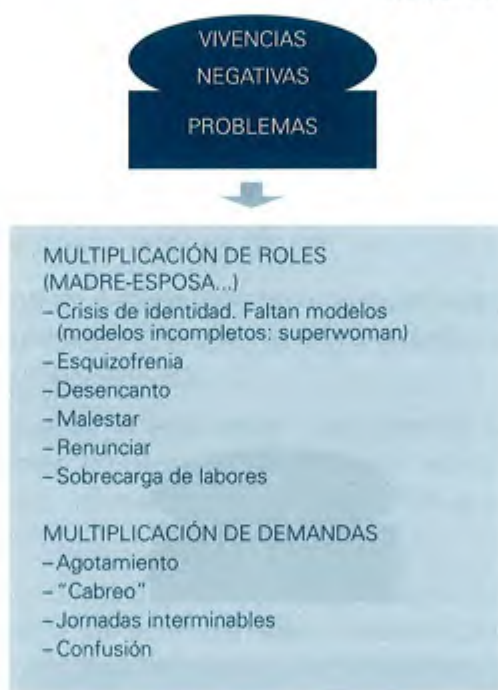 VIVENCIAS
NEGATIVAS
PROBLEMAS
MULTIPLICACIÓN DE ROLES
(MADRE-ESPOSA...)
– Crisis de identidad. Faltan modelos
(modelos incompletos: superwoman)
– Esquizofrenia
– Desencanto
– Malestar
– Renunciar
– Sobrecarga de labores
MULTIPLICACIÓN DE DEMANDAS
– Agotamiento
– "Cabreo"
– Jornadas interminables
– Confusión